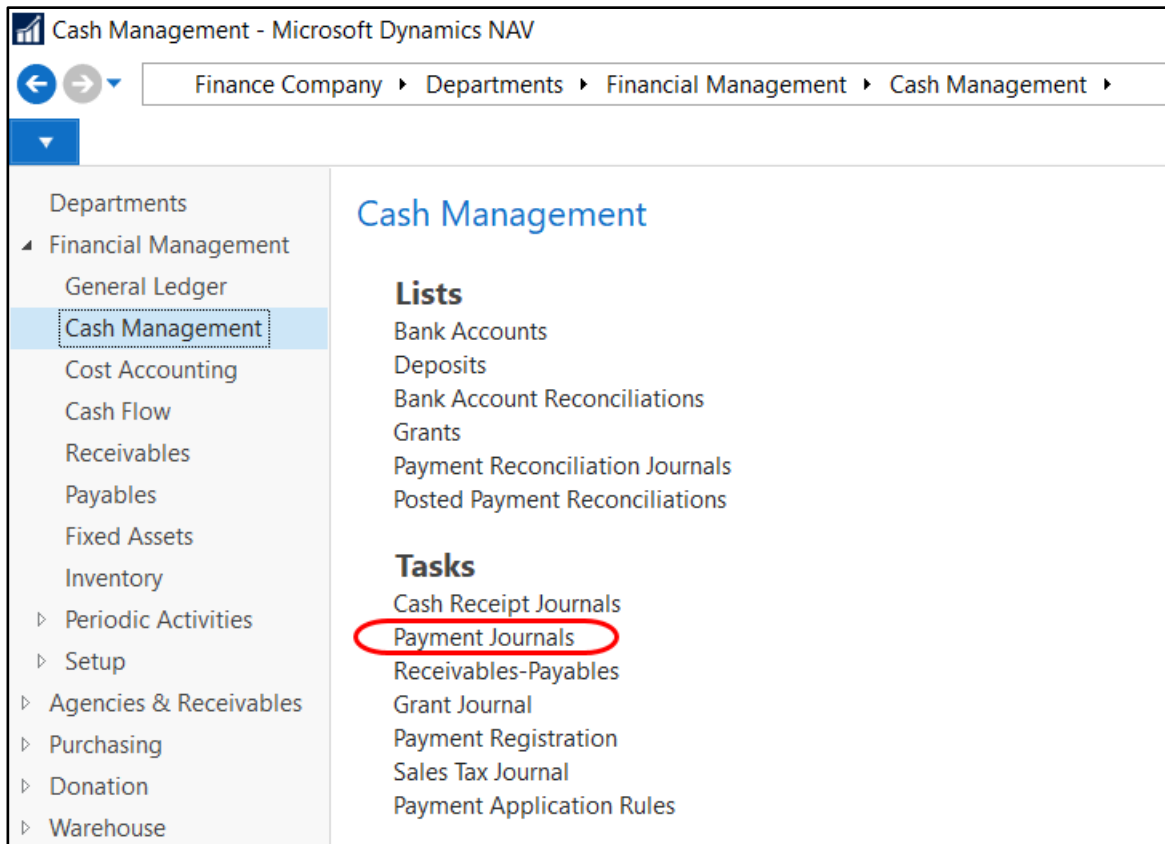 Cash Management - Microsoft Dynamics NAV
Finance Company Departments Financial Management Cash Management
Departments
Financial Management
General Ledger
Cash Management
Cost Accounting
Cash Flow
Receivables
Payables
Fixed Assets
Inventory
Periodic Activities
Setup
Agencies & Receivables
Purchasing
Donation
Warehouse
Cash Management
Lists
Bank Accounts
Deposits
Bank Account Reconciliations
Grants
Payment Reconciliation Journals
Posted Payment Reconciliations
Tasks
Cash Receipt Journals
Payment Journals
Receivables-Payables
Grant Journal
Payment Registration
Sales Tax Journal
Payment Application Rules